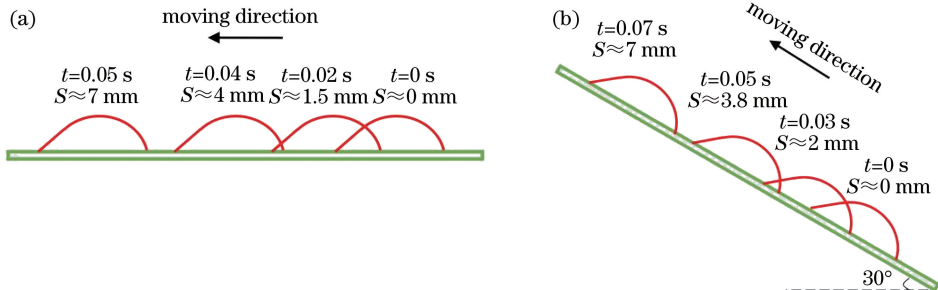 (a)
moving direction
t=0.05 s
S≈7 mm
t=0.04 s
S≈4 mm
t=0.02 s
S≈1.5 mm
t=0 s
S≈0 mm
(b)
moving direction
t=0.07 s
S≈7 mm
t=0.05 s
S≈3.8 mm
t=0.03 s
S≈2 mm
t=0 s
S≈0 mm
30°